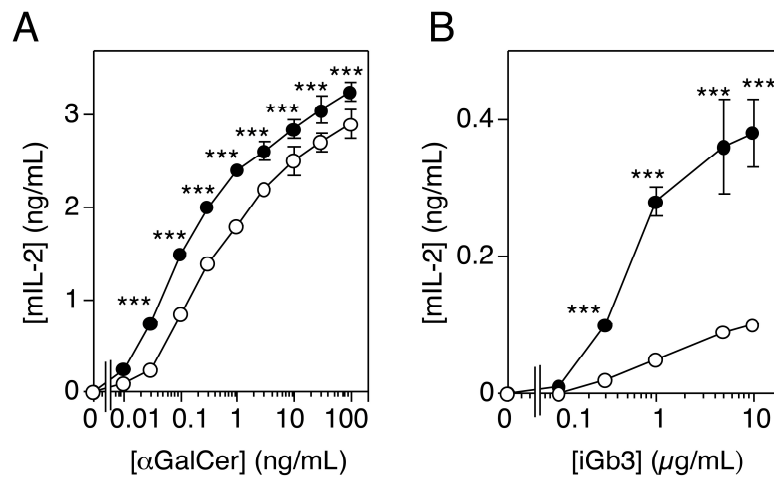 A
[mIL-2] (ng/mL)
3
2
1
0
*** *** *** *** *** *** *** ***
0 0.01 0.1 1 10 100
[αGalCer] (ng/mL)
B
[mIL-2] (ng/mL)
0.4
0.2
0
*** *** *** ***
0 0.1 1 10
[iGb3] (µg/mL)